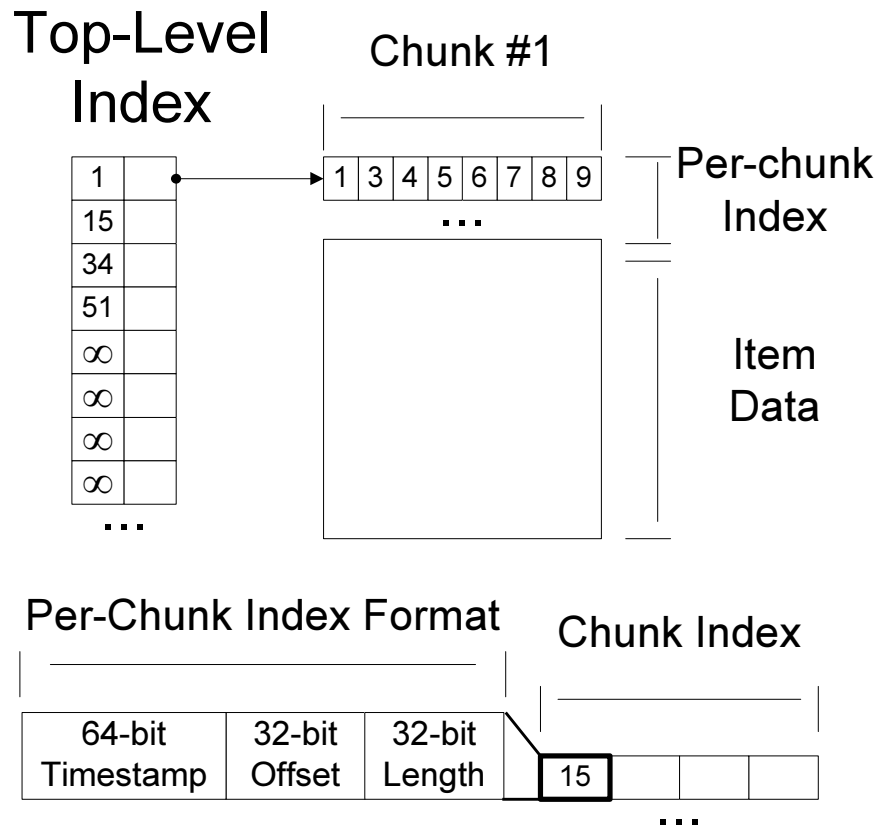 Top-Level
Index
Chunk #1
1
15
34
51
∞
∞
∞
∞
...
1 3 4 5 6 7 8 9
...
Per-chunk
Index
Item
Data
Per-Chunk Index Format
64-bit
Timestamp
32-bit
Offset
32-bit
Length
Chunk Index
15
...